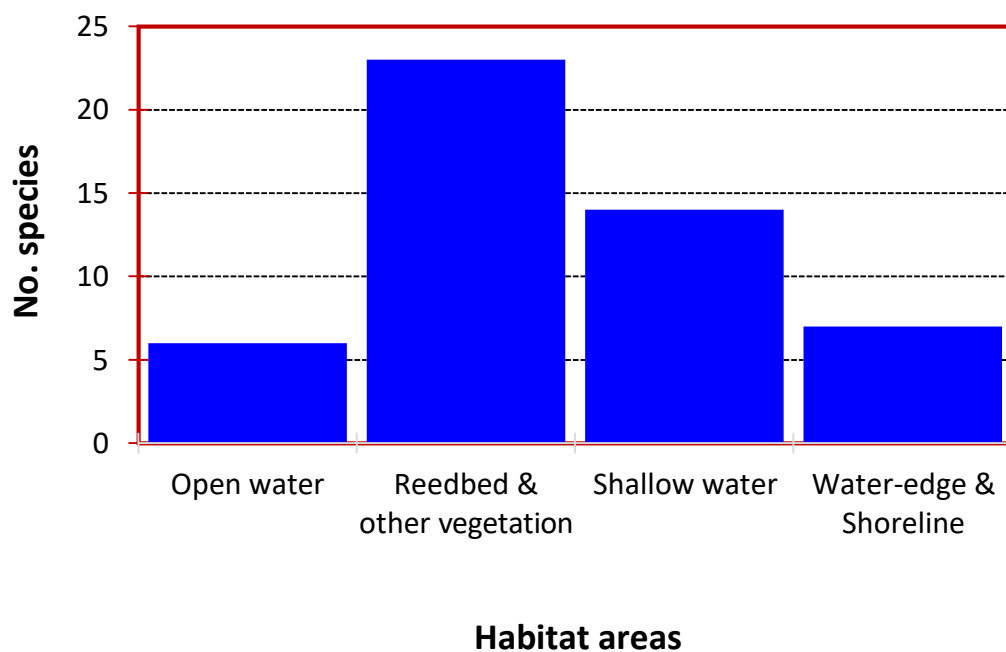 No. species
25
20
15
10
5
0
Open water
Reedbed &
other vegetation
Shallow water
Water-edge &
Shoreline
Habitat areas